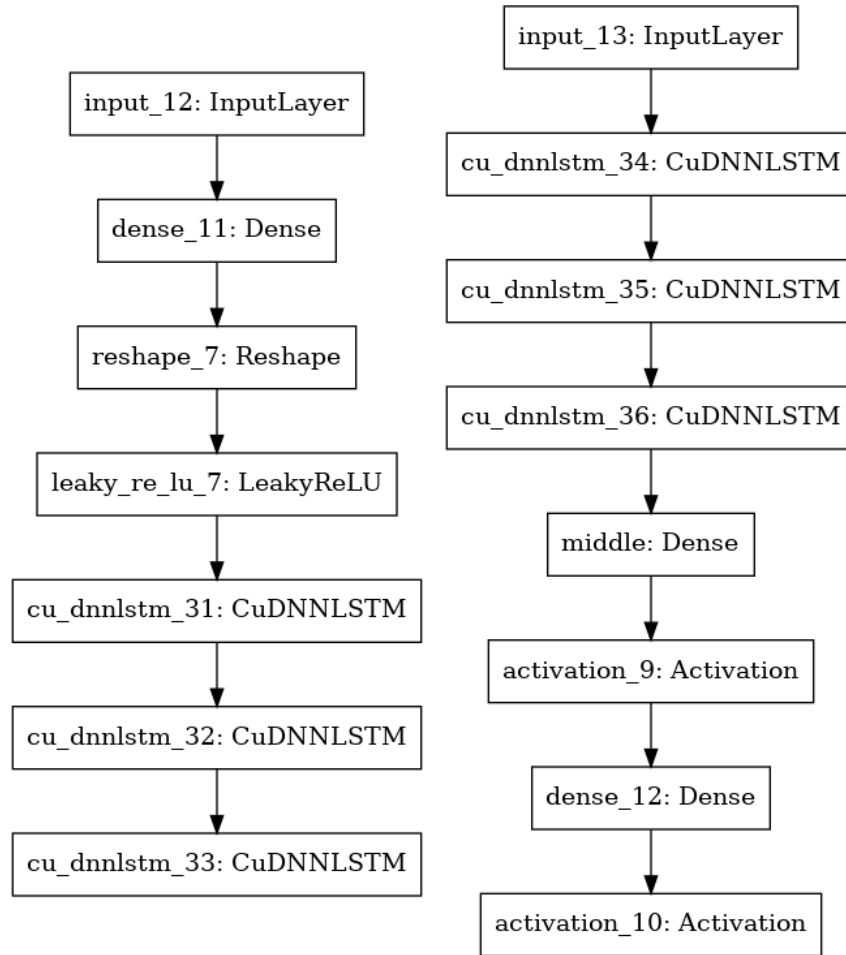 input_12: InputLayer
dense_11: Dense
reshape_7: Reshape
leaky_re_lu_7: LeakyReLU
cu_dnnlstm_31: CuDNNLSTM
cu_dnnlstm_32: CuDNNLSTM
cu_dnnlstm_33: CuDNNLSTM
input_13: InputLayer
cu_dnnlstm_34: CuDNNLSTM
cu_dnnlstm_35: CuDNNLSTM
cu_dnnlstm_36: CuDNNLSTM
middle: Dense
activation_9: Activation
dense_12: Dense
activation_10: Activation